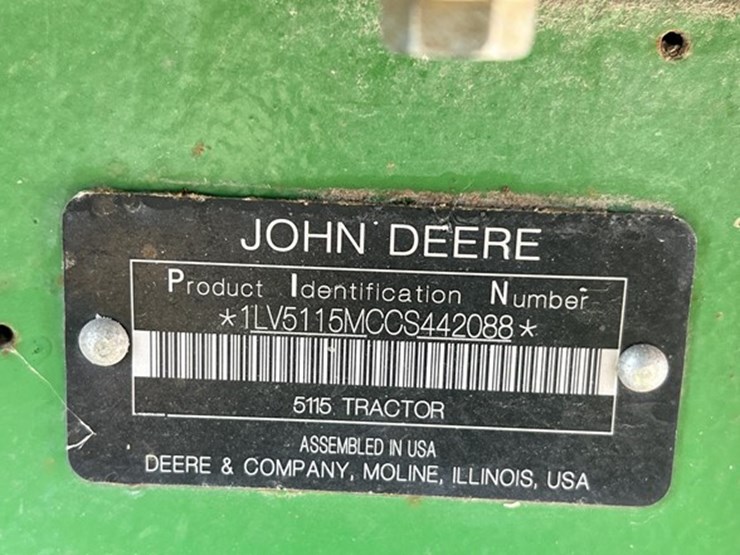 JOHN DEERE
Product Identification Number
*1LV5115MCCS442088*
5115 TRACTOR
ASSEMBLED IN USA
DEERE & COMPANY, MOLINE, ILLINOIS, USA